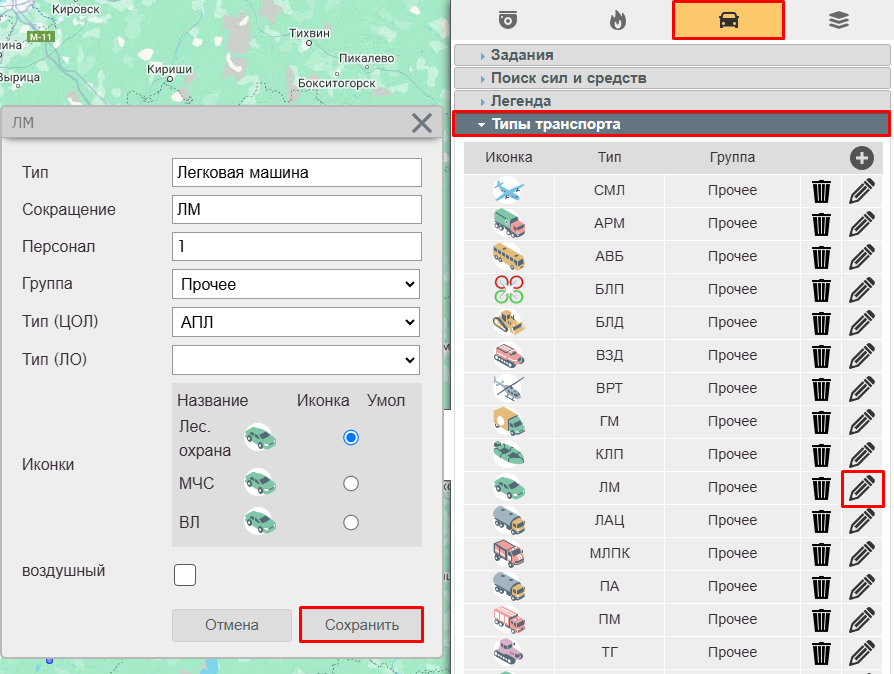 Кировск
М-11
Тихвин
Пикалево
Кириши
Бокситогорск
ЛМ
Тип
Легковая машина
Сокращение
ЛМ
Персонал
1
Группа
Прочее
Тип (ЦОЛ)
АПЛ
Тип (ЛО)
Иконки
Название Иконка Умол
Лес.
охрана
МЧС
ВЛ
воздушный
Отмена Сохранить
Задания
Поиск сил и средств
Легенда
Типы транспорта
Иконка Тип Группа
СМЛ Прочее
АРМ Прочее
АВБ Прочее
БЛП Прочее
БЛД Прочее
ВЗД Прочее
ВРТ Прочее
ГМ Прочее
КЛП Прочее
ЛМ Прочее
ЛАЦ Прочее
МЛПК Прочее
ПА Прочее
ПМ Прочее
ТГ Прочее